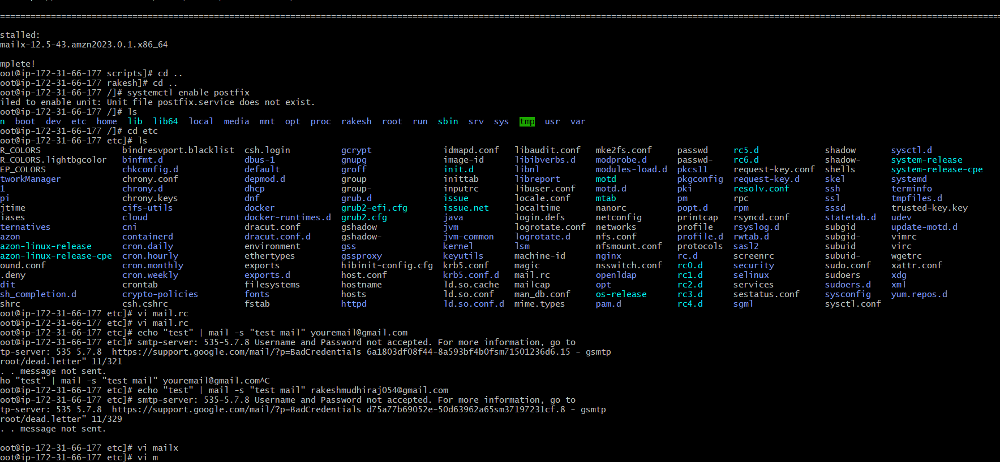 ================================================================================
stalled:
mailx-12.5-43.amzn2023.0.1.x86_64
mplete!
oot@ip-172-31-66-177 scripts]# cd ..
oot@ip-172-31-66-177 rakesh]# cd ..
oot@ip-172-31-66-177 /]# systemctl enable postfix
iled to enable unit: Unit file postfix.service does not exist.
oot@ip-172-31-66-177 /]# ls
n  boot  dev  etc  home  lib  lib64  local  media  mnt  opt  proc  rakesh  root  run  sbin  srv  sys  tmp  usr  var
oot@ip-172-31-66-177 /]# cd etc
oot@ip-172-31-66-177 etc]# ls
R_COLORS bindresvport.blacklist csh.login gcrypt idmapd.conf libaudit.conf mke2fs.conf passwd rc5.d shadow sysctl.d
R_COLORS.lightbgcolor binfmt.d dbus-1 gnupg image-id libibverbs.d modprobe.d passwd- rc6.d shadow- system-release
EP_COLORS chkconfig.d default groff init.d libnl modules-load.d pkcs11 request-key.conf shells system-release-cpe
tworkManager chrony.conf depmod.d group inittab libreport motd pkgconfig request-key.d skel systemd
1 chrony.d dhcp group- inputrc libuser.conf motd.d pki resolv.conf ssh terminfo
pi chrony.keys dnf grub.d issue locale.conf mtab pm rpc ssl tmpfiles.d
jtime cifs-utils docker grub2-efi.cfg issue.net localtime nanorc popt.d rpm sssd trusted-key.key
iases cloud docker-runtimes.d grub2.cfg java login.defs netconfig printcap rsyncd.conf statetab.d udev
ternatives cni dracut.conf gshadow jvm logrotate.conf networks profile rsyslog.d subgid update-motd.d
azon containerd dracut.conf.d gshadow- jvm-common logrotate.d nfs.conf profile.d rwtab.d subgid- vimrc
azon-linux-release cron.daily environment gss kernel lsm nfsmount.conf protocols sasl2 subuid virc
azon-linux-release-cpe cron.hourly ethertypes gssproxy keyutils machine-id nginx rc.d screenrc subuid- wgetrc
ound.conf cron.monthly exports hibinit-config.cfg krb5.conf magic nsswitch.conf rc0.d security sudo.conf xattr.conf
.deny cron.weekly exports.d host.conf krb5.conf.d mail.rc openldap rc1.d selinux sudoers xdg
dit crontab filesystems hostname ld.so.cache mailcap opt rc2.d services sudoers.d xml
sh_completion.d crypto-policies fonts hosts ld.so.conf man_db.conf os-release rc3.d sestatus.conf sysconfig yum.repos.d
shrc csh.cshrc fstab httpd ld.so.conf.d mime.types pam.d rc4.d sgml sysctl.conf
oot@ip-172-31-66-177 etc]# vi mail.rc
oot@ip-172-31-66-177 etc]# vi mail.rc
oot@ip-172-31-66-177 etc]# echo "test" | mail -s "test mail" youremail@gmail.com
oot@ip-172-31-66-177 etc]# smtp-server: 535-5.7.8 Username and Password not accepted. For more information, go to
tp-server: 535 5.7.8  https://support.google.com/mail/?p=BadCredentials 6a1803df08f44-8a593bf4b0fsm71501236d6.15 - gsmtp
root/dead.letter" 11/321
. . message not sent.
ho "test" | mail -s "test mail" youremail@gmail.com^C
oot@ip-172-31-66-177 etc]# echo "test" | mail -s "test mail" rakeshmudhiraj054@gmail.com
oot@ip-172-31-66-177 etc]# smtp-server: 535-5.7.8 Username and Password not accepted. For more information, go to
tp-server: 535 5.7.8  https://support.google.com/mail/?p=BadCredentials d75a77b69052e-50d63962a65sm37197231cf.8 - gsmtp
root/dead.letter" 11/329
. . message not sent.
oot@ip-172-31-66-177 etc]# vi mailx
oot@ip-172-31-66-177 etc]# vi m